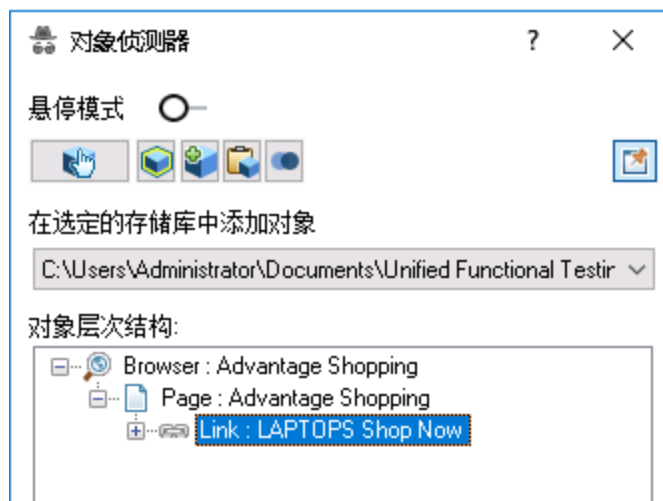 对象侦测器 ?
悬停模式
在选定的存储库中添加对象
C:\Users\Administrator\Documents\Unified Functional Testir
对象层次结构:
Browser : Advantage Shopping
Page : Advantage Shopping
Link : LAPTOPS Shop Now